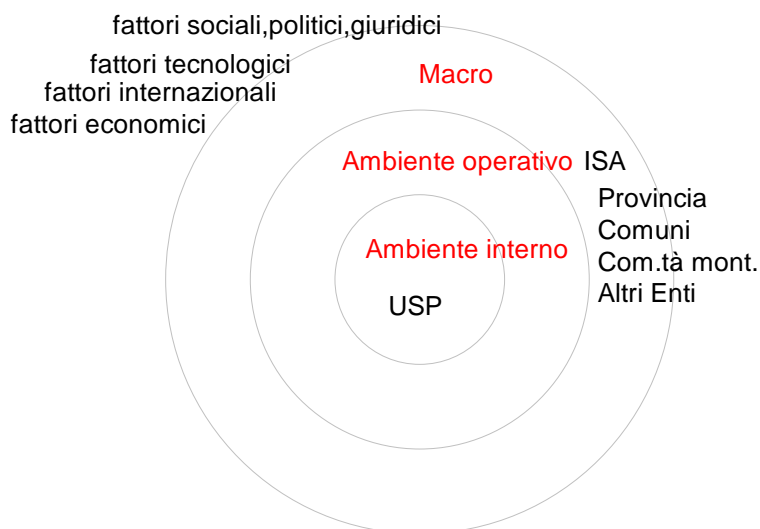 fattori sociali,politici,giuridici
fattori tecnologici
Macro
fattori internazionali
fattori economici
Ambiente operativo ISA
Provincia
Comuni
Com.tà mont.
Altri Enti
Ambiente interno
USP